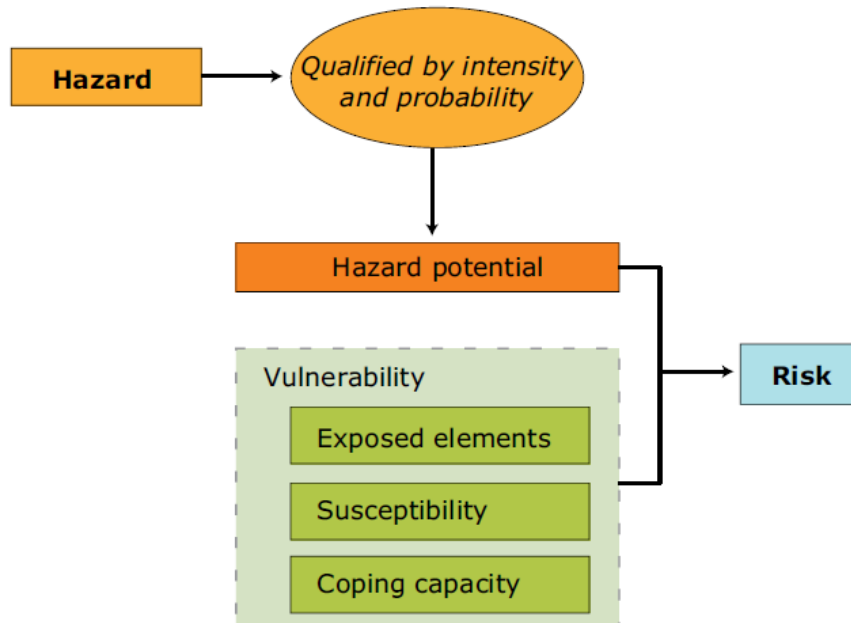 Hazard
Qualified by intensity
and probability
Hazard potential
Vulnerability
Exposed elements
Susceptibility
Coping capacity
Risk